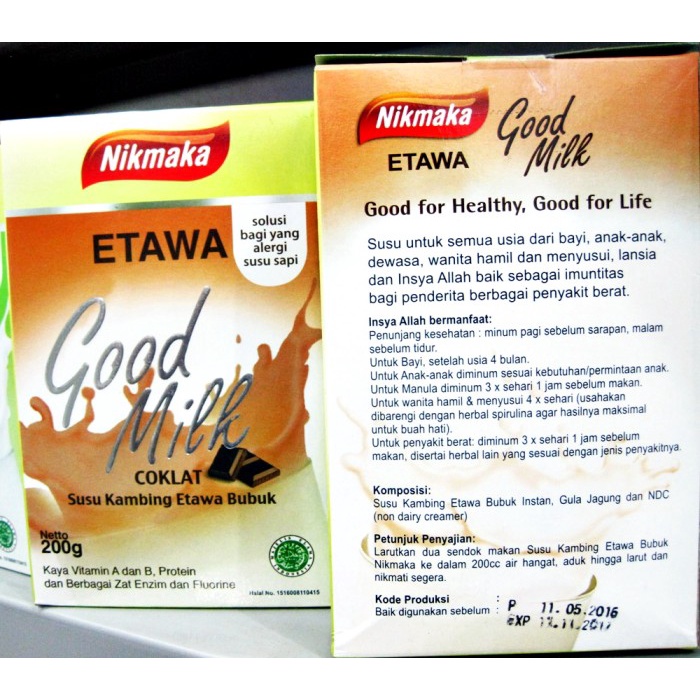 Nikmaka
ETAWA
solusi
bagi yang
alergi
susu sapi
Good
Milk
COKLAT
Susu Kambing Etawa Bubuk
Netto
200g
Kaya Vitamin A dan B, Protein
dan Berbagai Zat Enzim dan Fluorine
Halal No. 1516008110415
Nikmaka
ETAWA
Good
Milk
Good for Healthy, Good for Life
Susu untuk semua usia dari bayi, anak-anak,
dewasa, wanita hamil dan menyusui, lansia
dan Insya Allah baik sebagai imunitas
bagi penderita berbagai penyakit berat.
Insya Allah bermanfaat:
Penunjang kesehatan : minum pagi sebelum sarapan, malam
sebelum tidur.
Untuk Bayi, setelah usia 4 bulan.
Untuk Anak-anak diminum sesuai kebutuhan/permintaan anak.
Untuk Manula diminum 3 x sehari 1 jam sebelum makan.
Untuk wanita hamil & menyusui 4 x sehari (usahakan
dibarengi dengan herbal spirulina agar hasilnya maksimal
untuk buah hati).
Untuk penyakit berat: diminum 3 x sehari 1 jam sebelum
makan, disertai herbal lain yang sesuai dengan jenis penyakitnya.
Komposisi:
Susu Kambing Etawa Bubuk Instan, Gula Jagung dan NDC
(non dairy creamer)
Petunjuk Penyajian:
Larutkan dua sendok makan Susu Kambing Etawa Bubuk
Nikmaka ke dalam 200cc air hangat, aduk hingga larut dan
nikmati segera.
Kode Produksi :
Baik digunakan sebelum :
P 11.05.2016
EXP 11.11.2017